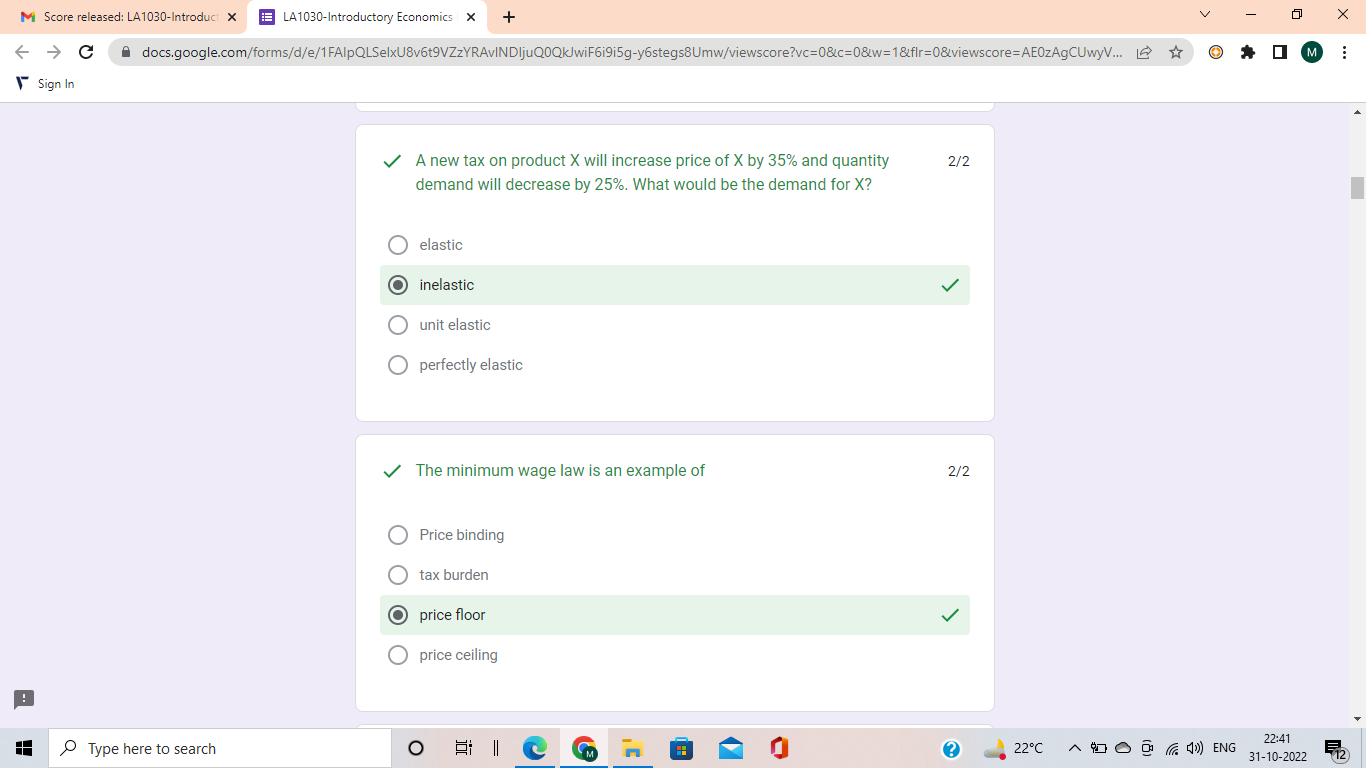 Score released: LA1030-Introduct
LA1030-Introductory Economics
docs.google.com/forms/d/e/1FAIpQLSelxU8v6t9VZzYRAvINDIjuQ0QkJwiF6i9i5g-y6stegs8Umw/viewscore?vc=0&c=0&w=1&flr=0&viewscore=AE0zAgCUwyV...
M
Sign In
A new tax on product X will increase price of X by 35% and quantity
demand will decrease by 25%. What would be the demand for X?
2/2
elastic
inelastic
unit elastic
perfectly elastic
The minimum wage law is an example of
2/2
Price binding
tax burden
price floor
price ceiling
Type here to search
M
22°C
ENG
22:41
31-10-2022
12